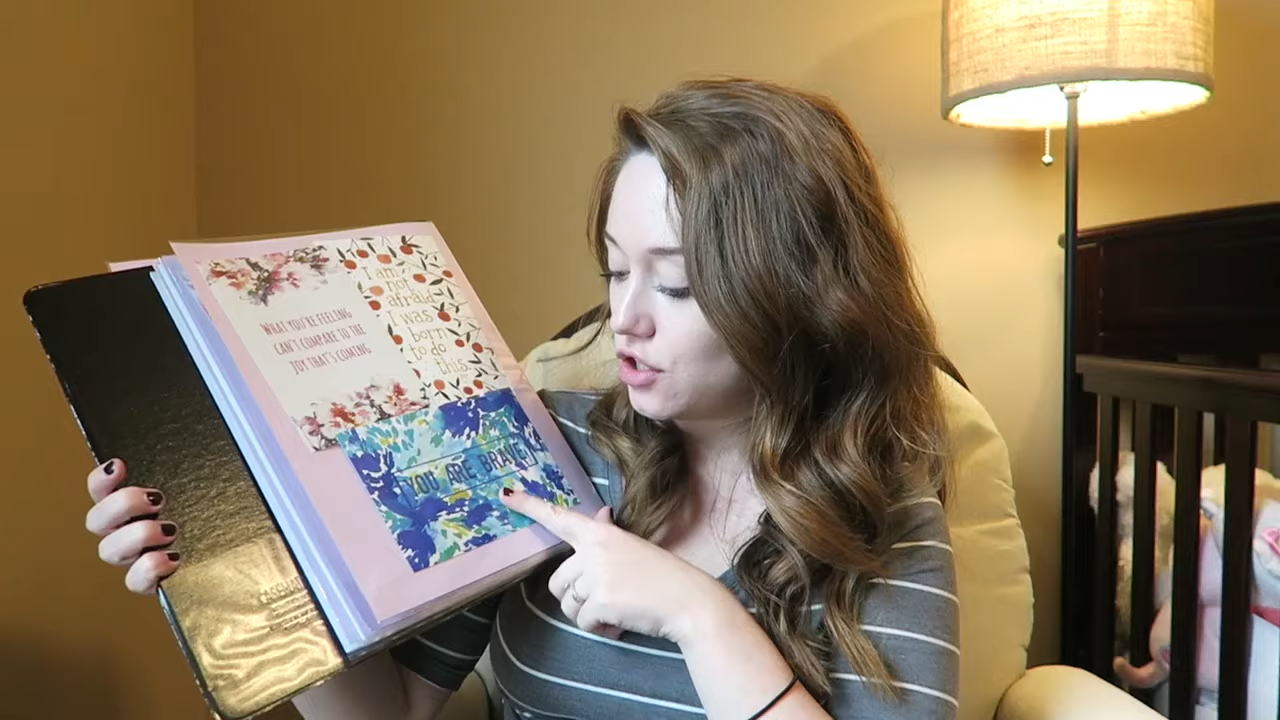 WHAT YOU'RE FEELING
CAN'T COMPARE TO THE
JOY THAT'S COMING
I am
not
afraid
I was
born
to do
this.
YOU ARE BRAVE